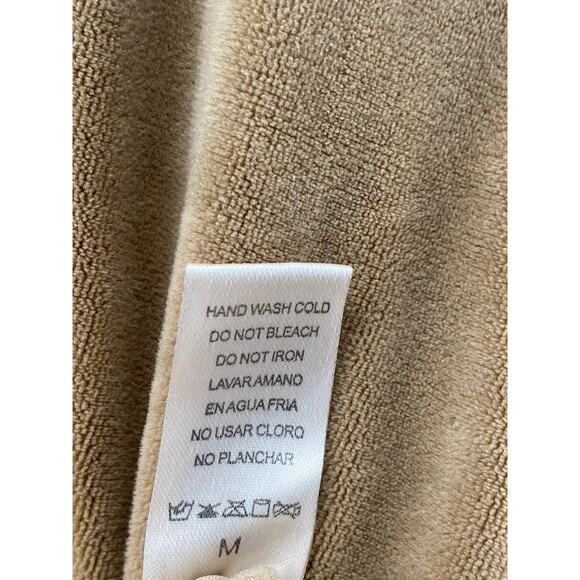 HAND WASH COLD
DO NOT BLEACH
DO NOT IRON
LAVAR AMANO
EN AGUA FRIA
NO USAR CLORO
NO PLANCHAR
M